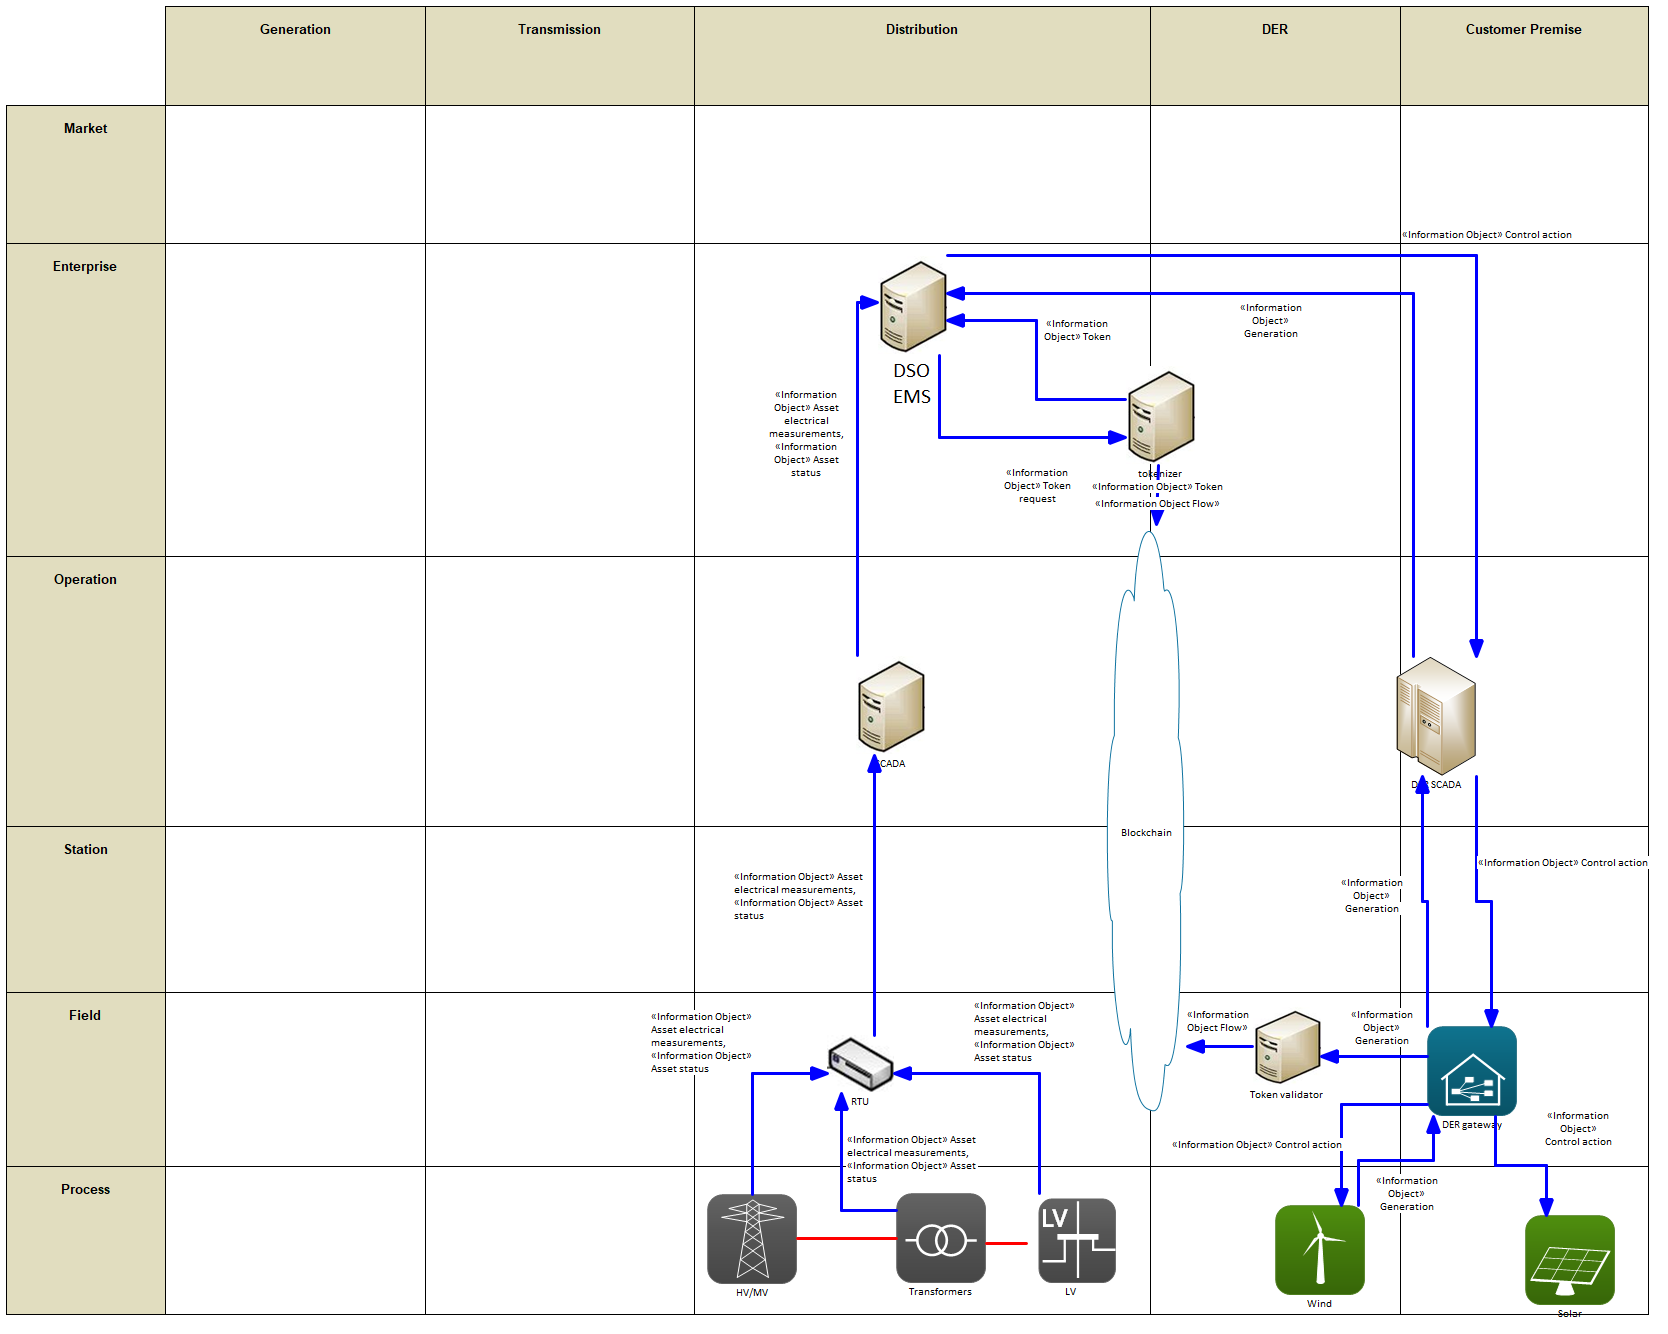 Generation
Transmission
Distribution
DER
Customer Premise
Market
«Information Object» Control action
Enterprise
«Information
Object»
Generation
«Information
Object» Token
DSO
EMS
«Information
Object» Asset
electrical
measurements,
«Information
Object» Asset
status
«Information
Object» Token
request
tokenizer
«Information Object» Token
«Information Object Flow»
Operation
SCADA
DER SCADA
Station
Blockchain
«Information Object» Control action
«Information Object» Asset
electrical measurements,
«Information Object» Asset
status
«Information
Object»
Generation
Field
«Information Object»
Asset electrical
measurements,
«Information Object»
Asset status
«Information Object»
Asset electrical
measurements,
«Information Object»
Asset status
«Information
Object Flow»
«Information
Object»
Generation
RTU
Token validator
DER gateway
«Information Object» Asset
electrical measurements,
«Information Object» Asset
status
«Information Object» Control action
«Information
Object»
Control action
Process
«Information
Object»
Generation
LV
HV/MV
Transformers
LV
Wind
Solar